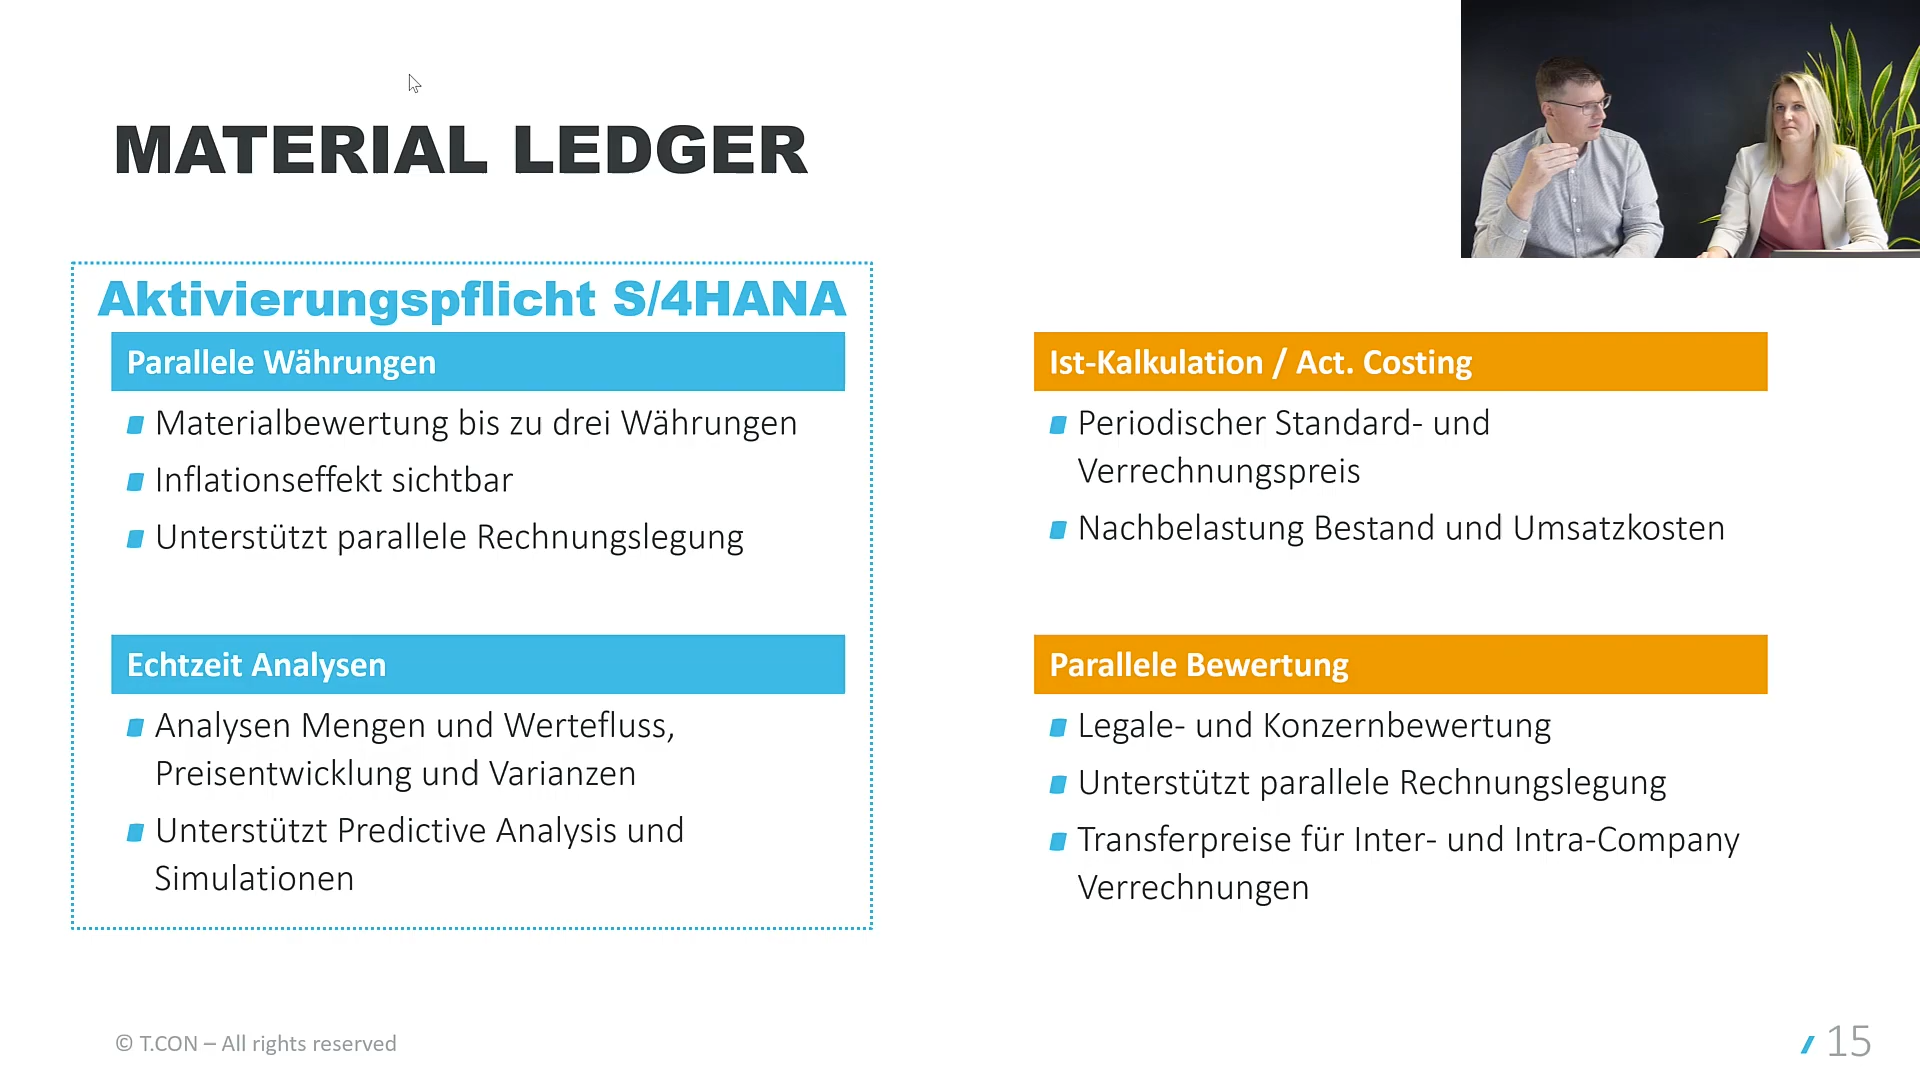 MATERIAL LEDGER
Aktivierungspflicht S/4HANA
Parallele Währungen
Materialbewertung bis zu drei Währungen
Inflationseffekt sichtbar
Unterstützt parallele Rechnungslegung
Echtzeit Analysen
Analysen Mengen und Wertefluss,
Preisentwicklung und Varianzen
Unterstützt Predictive Analysis und
Simulationen
Ist-Kalkulation / Act. Costing
Periodischer Standard- und
Verrechnungspreis
Nachbelastung Bestand und Umsatzkosten
Parallele Bewertung
Legale- und Konzernbewertung
Unterstützt parallele Rechnungslegung
Transferpreise für Inter- und Intra-Company
Verrechnungen
© T.CON – All rights reserved
15